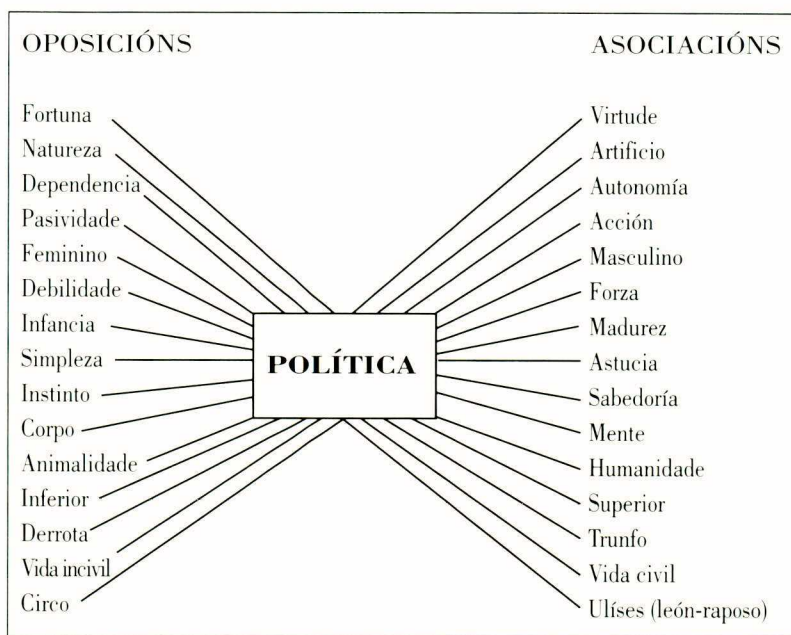 OPOSICIÓNS
Fortuna
Natureza
Dependencia
Pasividade
Feminino
Debilidade
Infancia
Simpleza
Instinto
Corpo
Animalidade
Inferior
Derrota
Vida incivil
Circo
POLÍTICA
ASOCIACIÓNS
Virtude
Artificio
Autonomía
Acción
Masculino
Forza
Madurez
Astucia
Sabedoría
Mente
Humanidade
Superior
Trunfo
Vida civil
Ulíses (león-raposo)